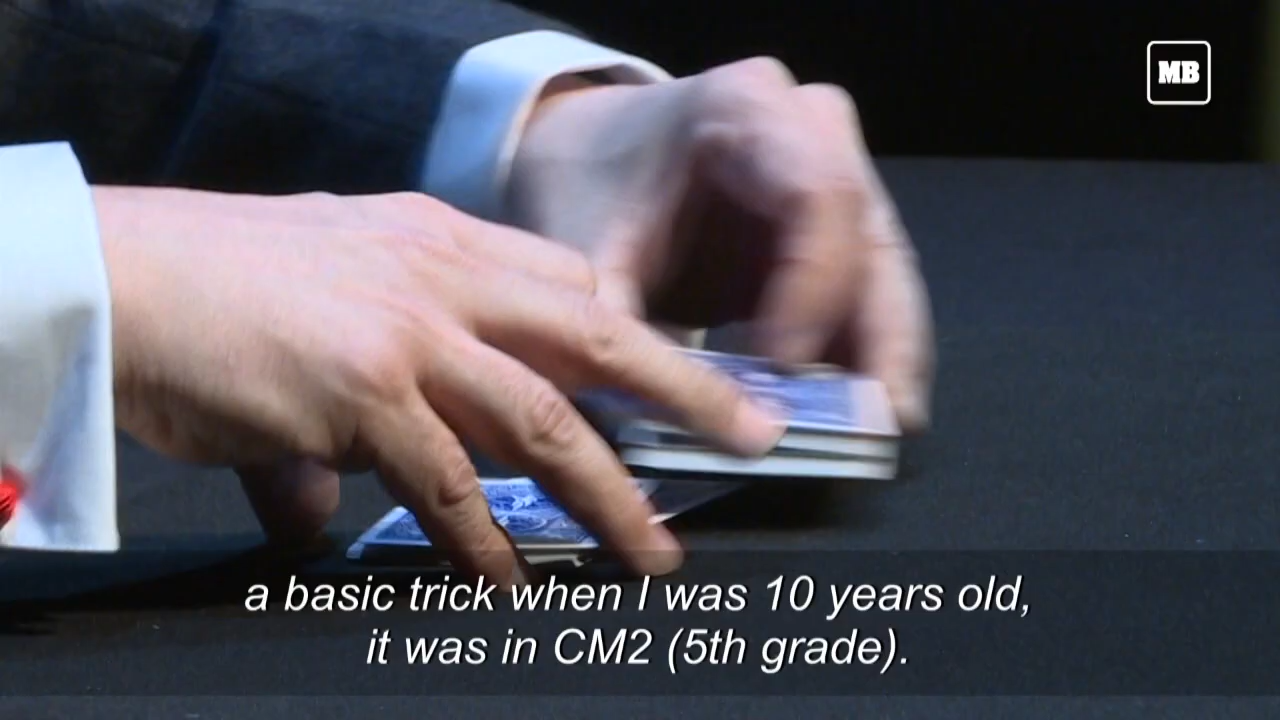 MB
a basic trick when I was 10 years old,
it was in CM2 (5th grade).